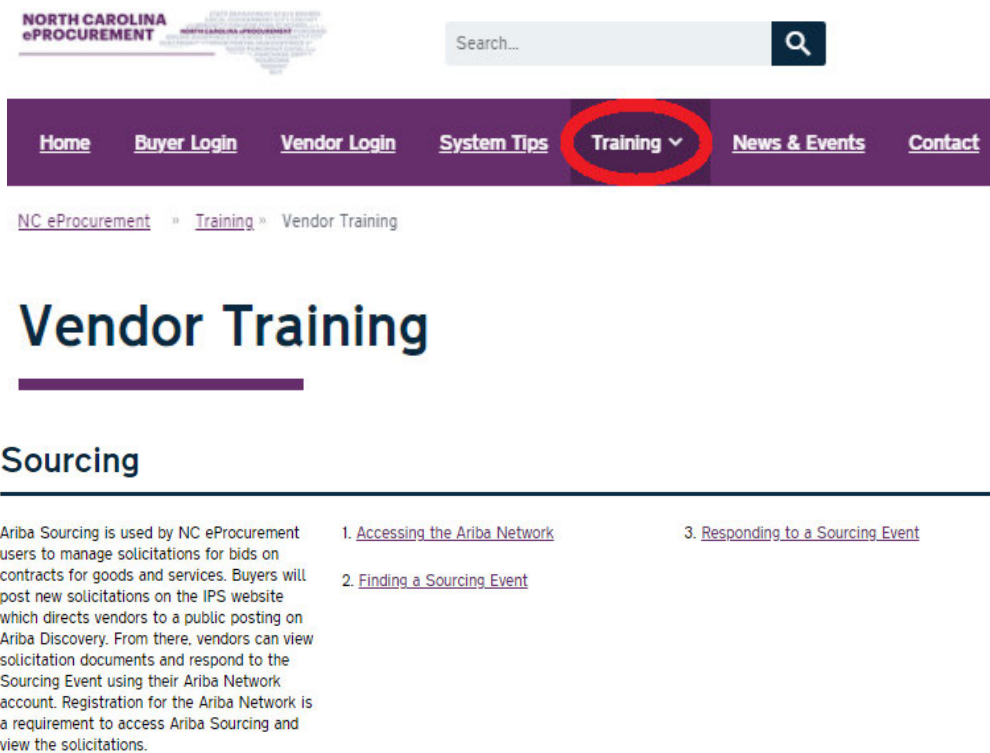 NORTH CAROLINA
ePROCUREMENT
NORTH CAROLINA ePROCUREMENT
Search...
Home Buyer Login Vendor Login System Tips Training News & Events Contact
NC eProcurement » Training » Vendor Training
Vendor Training
Sourcing
Ariba Sourcing is used by NC eProcurement
users to manage solicitations for bids on
contracts for goods and services. Buyers will
post new solicitations on the IPS website
which directs vendors to a public posting on
Ariba Discovery. From there, vendors can view
solicitation documents and respond to the
Sourcing Event using their Ariba Network
account. Registration for the Ariba Network is
a requirement to access Ariba Sourcing and
view the solicitations.
1. Accessing the Ariba Network
2. Finding a Sourcing Event
3. Responding to a Sourcing Event